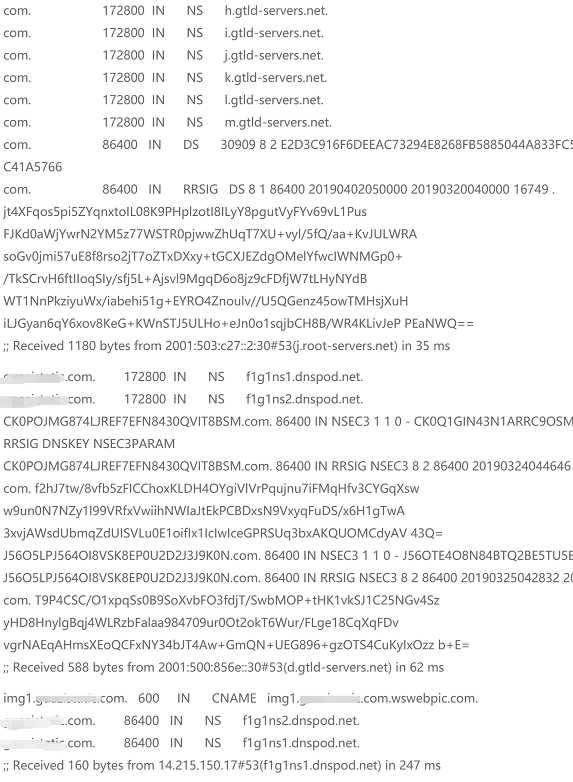 com. 172800 IN NS h.gtld-servers.net.
com. 172800 IN NS i.gtld-servers.net.
com. 172800 IN NS j.gtld-servers.net.
com. 172800 IN NS k.gtld-servers.net.
com. 172800 IN NS l.gtld-servers.net.
com. 172800 IN NS m.gtld-servers.net.
com. 86400 IN DS 30909 8 2 E2D3C916F6DEEAC73294E8268FB5885044A833FC5
C41A5766
com. 86400 IN RRSIG DS 8 1 86400 20190402050000 20190320040000 16749 .
jt4XFqos5pi5ZYqnxtoIL08K9PHplzotI8ILyY8pgutVyFYv69vL1Pus
FJKd0aWjYwrN2YM5z77WSTR0pjwwZhUqT7XU+vyl/5fQ/aa+KvJULWRA
soGv0jmi57uE8f8rso2jT7oZTxDXxy+tGCXJEZdgOMelYfwcIWNMGp0+
/TkSCrvH6ftIIoqSIy/sfj5L+Ajsvl9MgqD6o8jz9cFDfjW7tLHyNYdB
WT1NnPkziyuWx/iabehi51g+EYRO4Znoulv//U5QGenz45owTMHsjXuH
iLJGyan6qY6xov8KeG+KWnSTJ5ULHo+eJn0o1sqjbCH8B/WR4KLivJeP PEaNWQ==
;; Received 1180 bytes from 2001:503:c27::2:30#53(j.root-servers.net) in 35 ms
.com. 172800 IN NS f1g1ns1.dnspod.net.
.com. 172800 IN NS f1g1ns2.dnspod.net.
CK0POJMG874LJREF7EFN8430QVIT8BSM.com. 86400 IN NSEC3 1 1 0 - CK0Q1GIN43N1ARRC9OSM
RRSIG DNSKEY NSEC3PARAM
CK0POJMG874LJREF7EFN8430QVIT8BSM.com. 86400 IN RRSIG NSEC3 8 2 86400 20190324044646
com. f2hJ7tw/8vfb5zFICChoxKLDH4OYgiVlVrPqujnu7iFMqHfv3CYGqXsw
w9un0N7NZy1l99VRfxVwiihNWIaJtEkPCBDxsN9VxyqFuDS/x6H1gTwA
3xvjAWsdUbmqZdUISVLu0E1oifIx1IcIwIceGPRSUq3bxAKQUOMCdyAV 43Q=
J56O5LPJ564OI8VSK8EP0U2D2J3J9K0N.com. 86400 IN NSEC3 1 1 0 - J56OTE4O8N84BTQ2BE5TU5E
J56O5LPJ564OI8VSK8EP0U2D2J3J9K0N.com. 86400 IN RRSIG NSEC3 8 2 86400 20190325042832 20
com. T9P4CSC/O1xpqSs0B9SoXvbFO3fdjT/SwbMOP+tHK1vkSJ1C25NGv4Sz
yHD8HnylgBqj4WLRzbFalaa984709ur0Ot2okT6Wur/FLge18CqXqFDv
vgrNAEqAHmsXEoQCFxNY34bJT4Aw+GmQN+UEG896+gzOTS4CuKyIxOzz b+E=
;; Received 588 bytes from 2001:500:856e::30#53(d.gtld-servers.net) in 62 ms
img1. .com. 600 IN CNAME img1. .com.wswebpic.com.
.com. 86400 IN NS f1g1ns2.dnspod.net.
.com. 86400 IN NS f1g1ns1.dnspod.net.
;; Received 160 bytes from 14.215.150.17#53(f1g1ns1.dnspod.net) in 247 ms